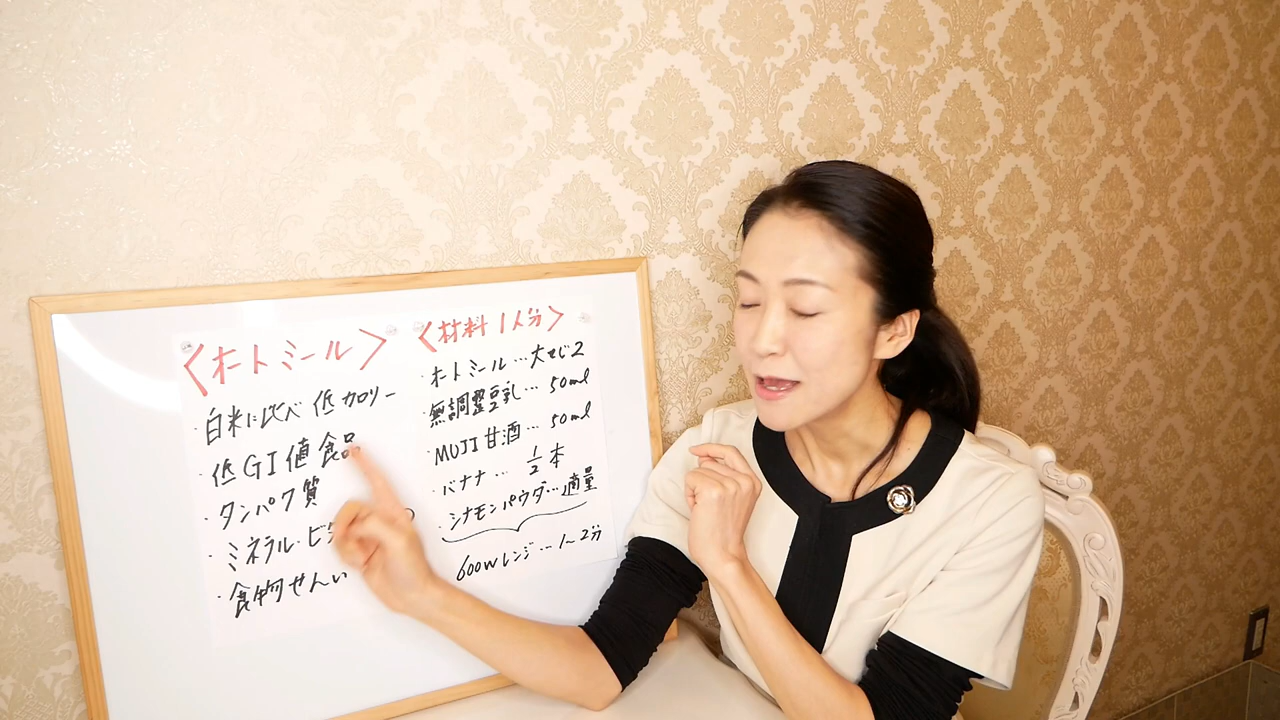 <オートミール>
・白米に比べ低カロリー
・低GI値食品
・タンパク質
・ミネラル・ビ
・食物せんい
<材料 1人分>
・オートミール…大さじ2
・無調整豆乳…50ml
・MUJI甘酒…50ml
・バナナ…1/2本
・シナモンパウダー…適量
600Wレンジ…1~2分